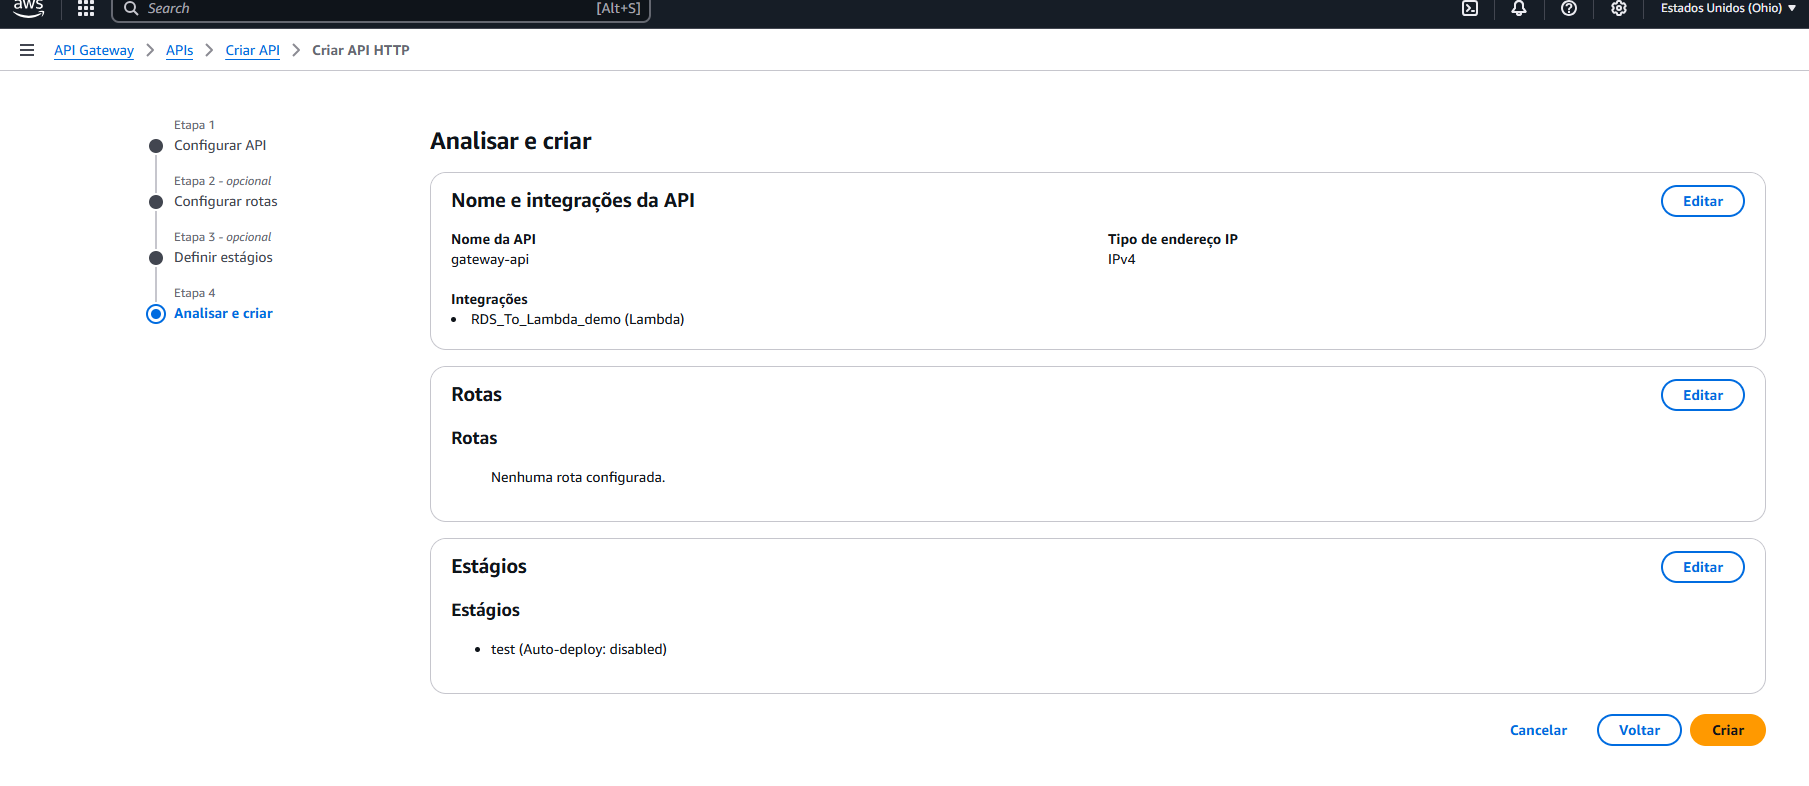 aws
Search
[Alt+S]
Estados Unidos (Ohio)
API Gateway
APIs
Criar API
Criar API HTTP
Etapa 1
Configurar API
Etapa 2 - opcional
Configurar rotas
Etapa 3 - opcional
Definir estágios
Etapa 4
Analisar e criar
Analisar e criar
Nome e integrações da API
Editar
Nome da API
gateway-api
Tipo de endereço IP
IPv4
Integrações
RDS_To_Lambda_demo (Lambda)
Rotas
Editar
Rotas
Nenhuma rota configurada.
Estágios
Editar
Estágios
test (Auto-deploy: disabled)
Cancelar
Voltar
Criar